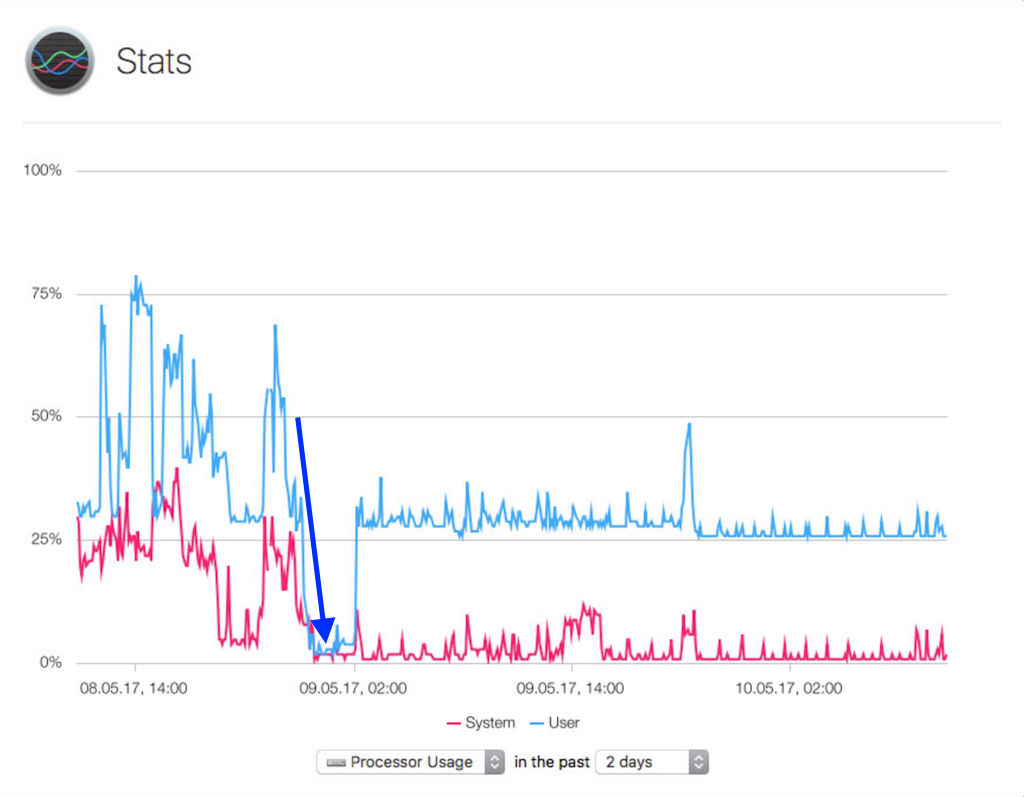 Stats
100%
75%
50%
25%
0%
08.05.17, 14:00 09.05.17, 02:00 09.05.17, 14:00 10.05.17, 02:00
System User
Processor Usage in the past 2 days